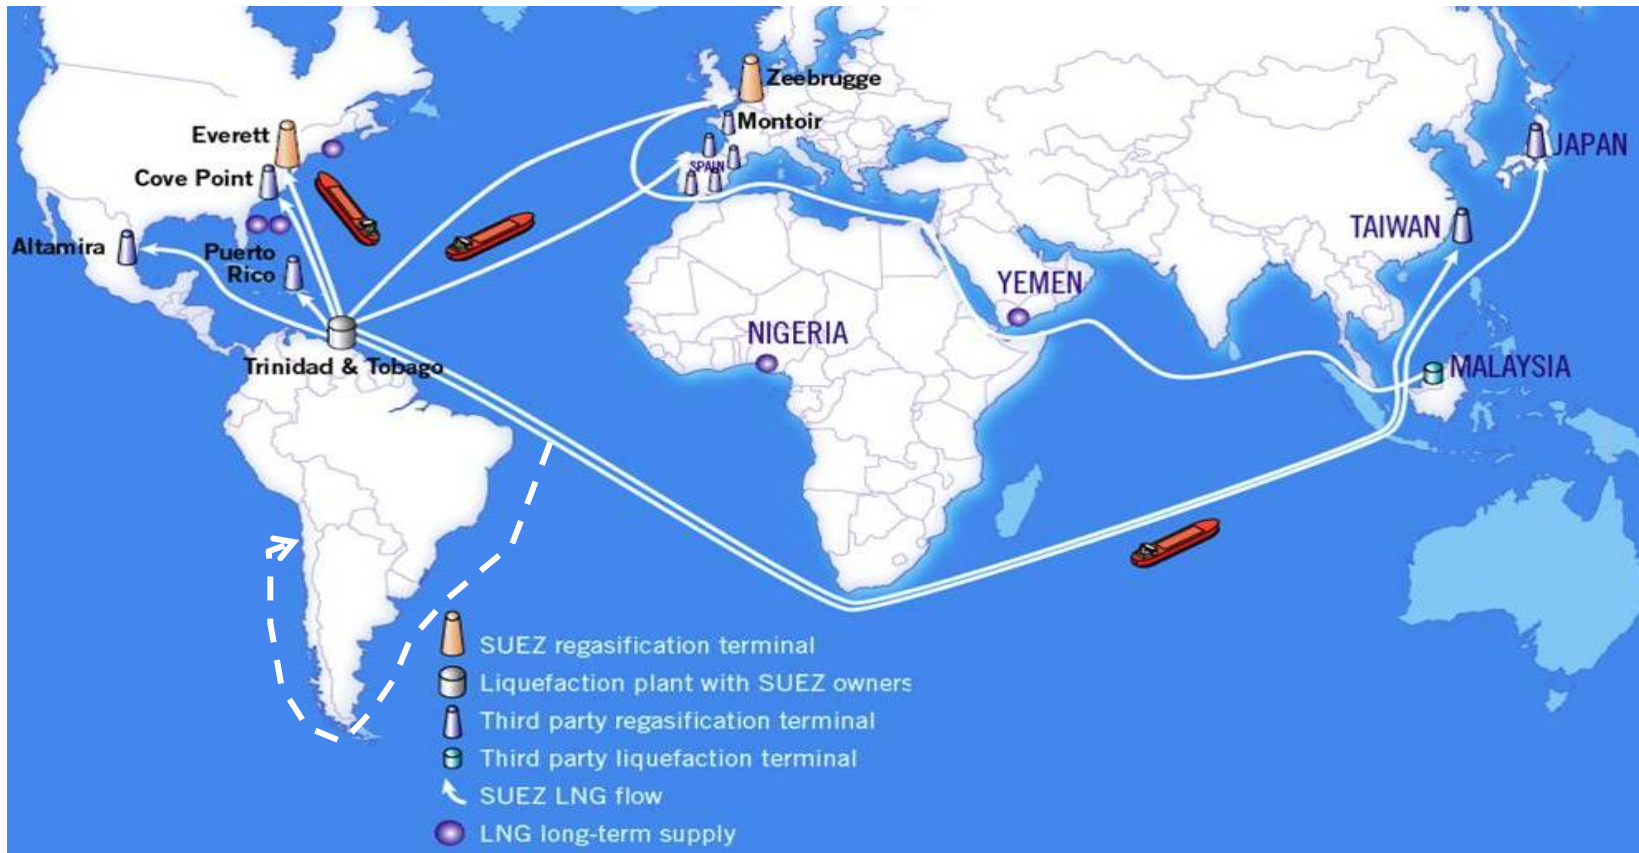 Zeebrugge
Montoir
Everett
SPAIN
JAPAN
Cove Point
TAIWAN
Altamira
Puerto
Rico
YEMEN
NIGERIA
Trinidad & Tobago
MALAYSIA
SUEZ regasification terminal
Liquefaction plant with SUEZ owners
Third party regasification terminal
Third party liquefaction terminal
SUEZ LNG flow
LNG long-term supply